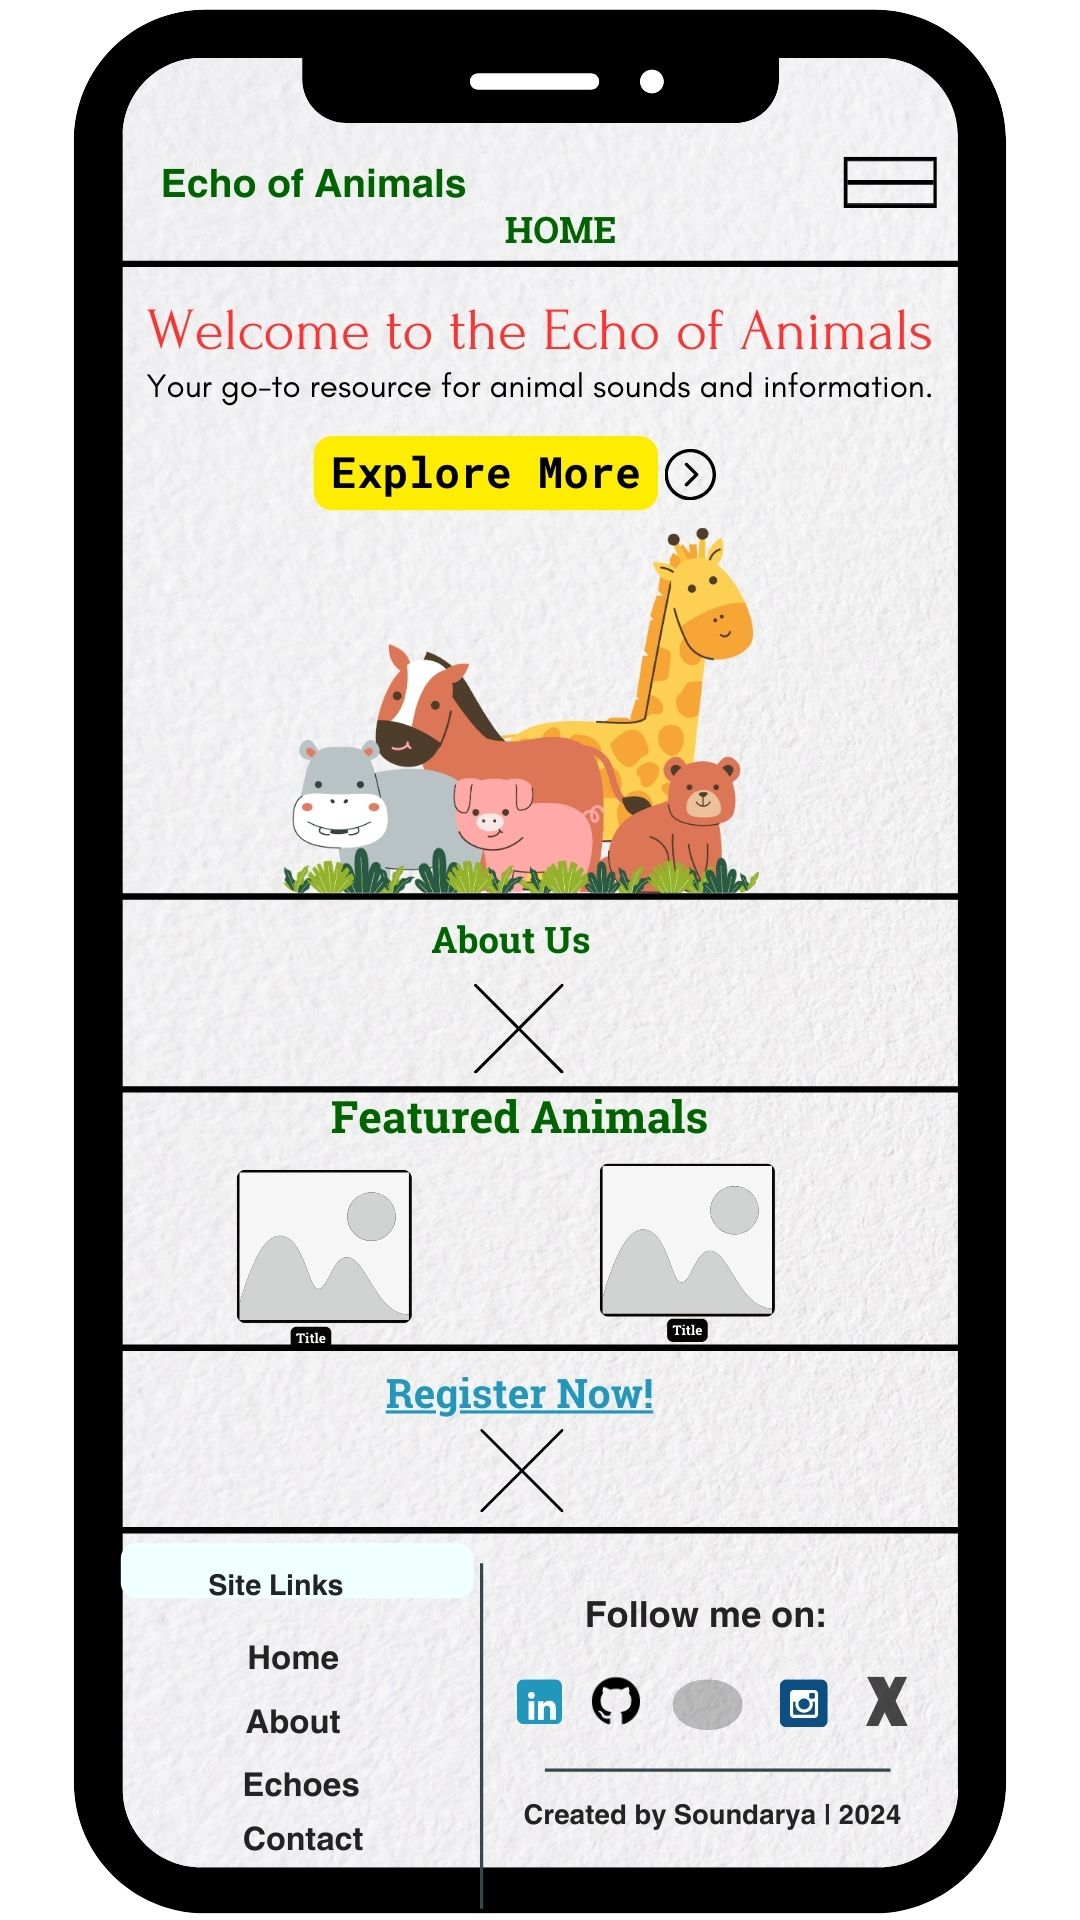 Echo of Animals
HOME
Welcome to the Echo of Animals
Your go-to resource for animal sounds and information.
Explore More
About Us
Featured Animals
Title
Title
Register Now!
Site Links
Home
About
Echoes
Contact
Follow me on:
in
X
Created by Soundarya | 2024